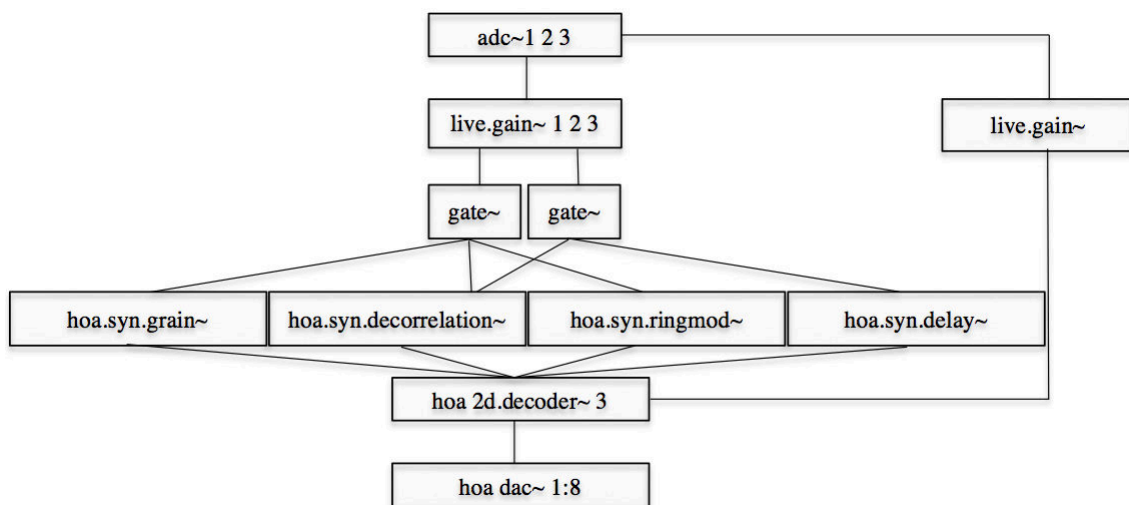 adc~1 2 3
live.gain~ 1 2 3
live.gain~
gate~
gate~
hoa.syn.grain~
hoa.syn.decorrelation~
hoa.syn.ringmod~
hoa.syn.delay~
hoa 2d.decoder~ 3
hoa dac~ 1:8